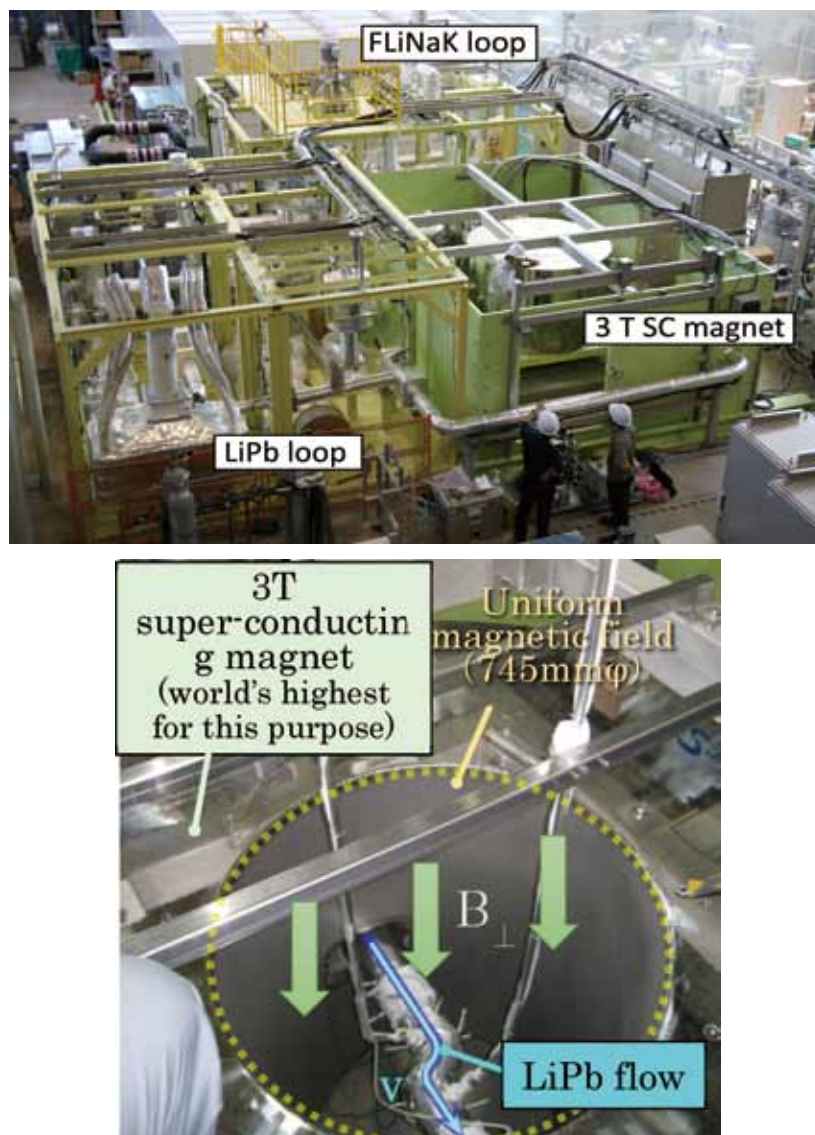 FLiNaK loop
3 T SC magnet
LiPb loop
3T
super-conductin
g magnet
(world's highest
for this purpose)
Uniform
magnetic field
(745mmφ)
B⊥
LiPb flow
v